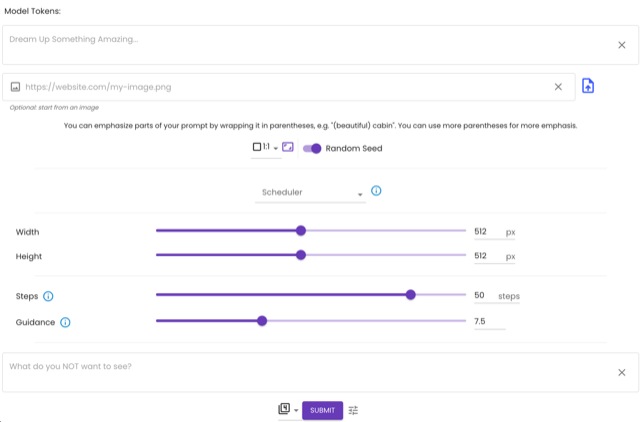 Model Tokens:
Dream Up Something Amazing...
https://website.com/my-image.png
Optional: start from an image
You can emphasize parts of your prompt by wrapping it in parentheses, e.g. "(beautiful) cabin". You can use more parentheses for more emphasis.
1:1 Random Seed
Scheduler
Width 512 px
Height 512 px
Steps 50 steps
Guidance 7.5
What do you NOT want to see?
4 SUBMIT